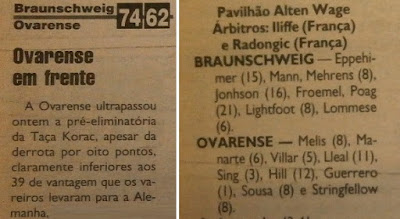 Braunschweig 74
Ovarense 62
Ovarense
em frente
A Ovarense ultrapassou
ontem a pré-eliminatória
da Taça Korac, apesar da
derrota por oito pontos,
claramente inferiores aos
39 de vantagem que os va-
reiros levaram para a Ale-
manha.
Pavilhão Alten Wage
Árbitros: Iliffe (França)
e Radongic (França)
BRAUNSCHWEIG — Eppehi-
mer (15), Mann, Mehrens (8),
Jonhson (16), Froemel, Poag
(21), Lightfoot (8), Lommese
(6).
OVARENSE — Melis (8), Ma-
narte (6), Villar (5), Lleal (11),
Sing (3), Hill (12), Guerrero
(1), Sousa (8) e Stringfellow
(8).